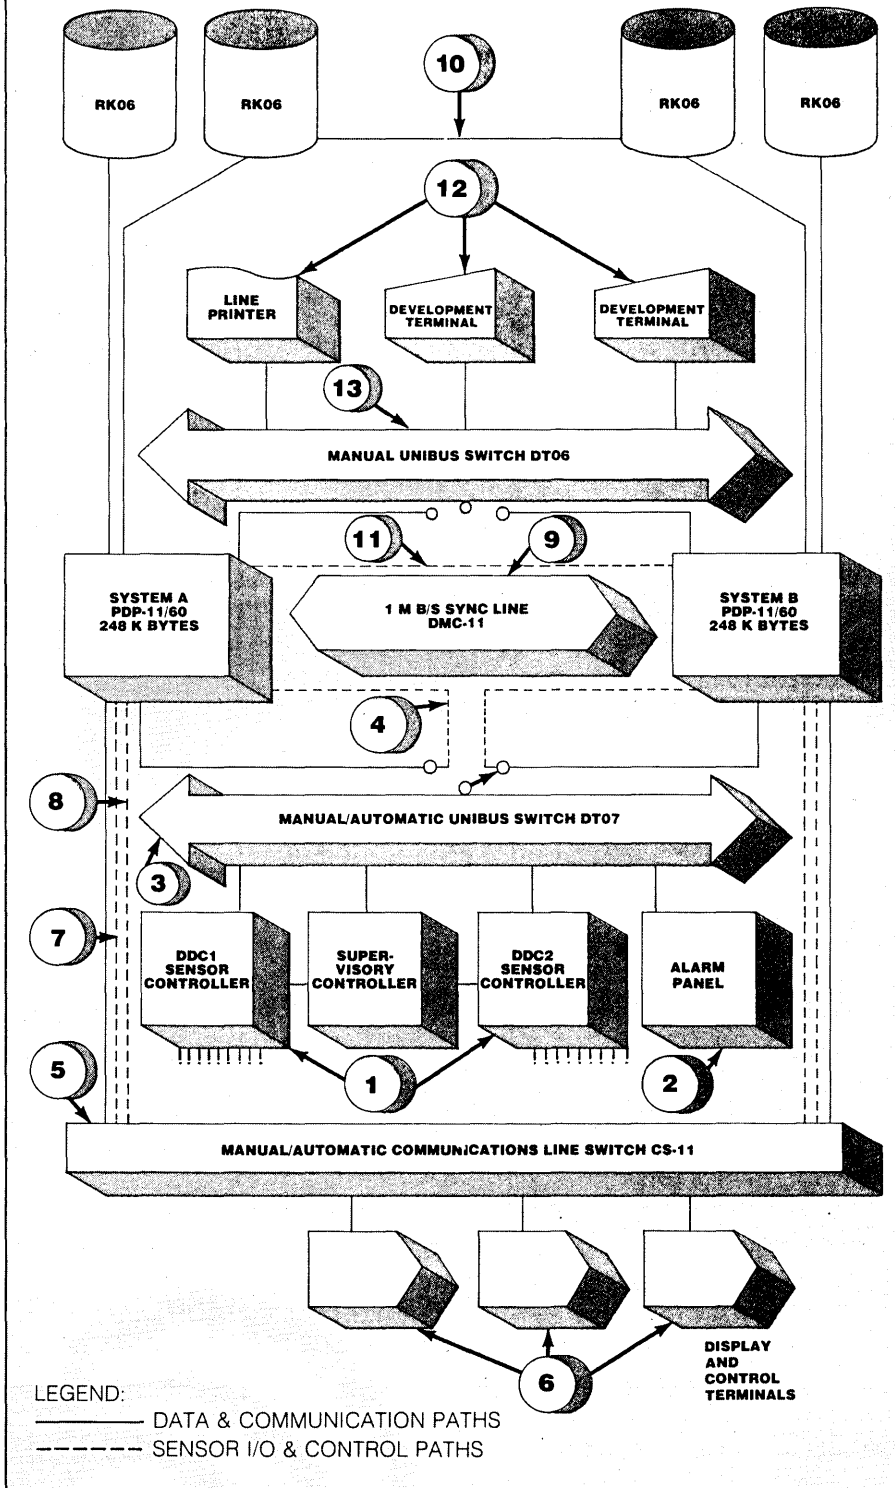 RK06
RK06
10
RK06
RK06
12
LINE
PRINTER
DEVELOPMENT
TERMINAL
DEVELOPMENT
TERMINAL
13
MANUAL UNIBUS SWITCH DT06
11
9
SYSTEM A
PDP-11/60
248 K BYTES
1 M B/S SYNC LINE
DMC-11
SYSTEM B
PDP-11/60
248 K BYTES
4
8
MANUAL/AUTOMATIC UNIBUS SWITCH DT07
3
7
DDC1
SENSOR
CONTROLLER
SUPER-
VISORY
CONTROLLER
DDC2
SENSOR
CONTROLLER
ALARM
PANEL
5
1
2
MANUAL/AUTOMATIC COMMUNICATIONS LINE SWITCH CS-11
6
DISPLAY
AND
CONTROL
TERMINALS
LEGEND:
DATA & COMMUNICATION PATHS
SENSOR I/O & CONTROL PATHS